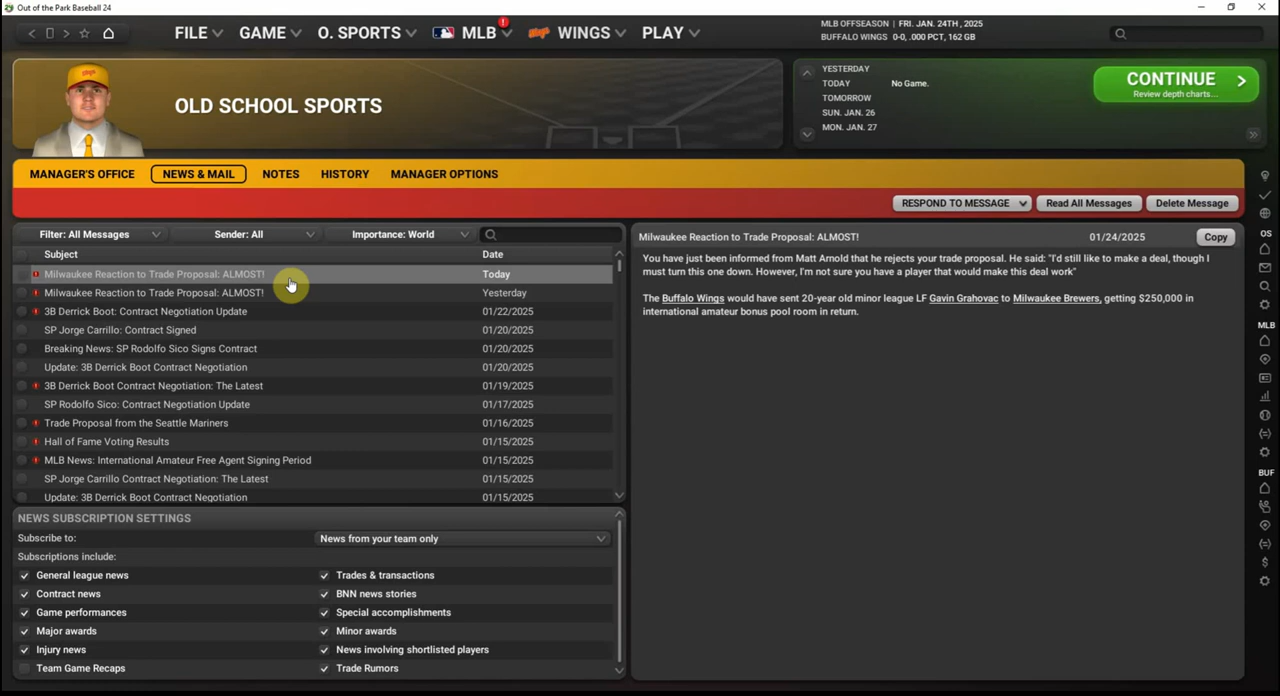 Out of the Park Baseball 24
FILE GAME O. SPORTS MLB WINGS PLAY
MLB OFFSEASON | FRI. JAN. 24TH , 2025
BUFFALO WINGS 0-0, .000 PCT, 162 GB
OLD SCHOOL SPORTS
YESTERDAY
TODAY No Game.
TOMORROW
SUN. JAN. 26
MON. JAN. 27
CONTINUE
Review depth charts...
MANAGER'S OFFICE NEWS & MAIL NOTES HISTORY MANAGER OPTIONS
RESPOND TO MESSAGE Read All Messages Delete Message
Filter: All Messages Sender: All Importance: World
Subject Date
Milwaukee Reaction to Trade Proposal: ALMOST! Today
Milwaukee Reaction to Trade Proposal: ALMOST! Yesterday
3B Derrick Boot: Contract Negotiation Update 01/22/2025
SP Jorge Carrillo: Contract Signed 01/20/2025
Breaking News: SP Rodolfo Sico Signs Contract 01/20/2025
Update: 3B Derrick Boot Contract Negotiation 01/20/2025
3B Derrick Boot Contract Negotiation: The Latest 01/19/2025
SP Rodolfo Sico: Contract Negotiation Update 01/17/2025
Trade Proposal from the Seattle Mariners 01/16/2025
Hall of Fame Voting Results 01/15/2025
MLB News: International Amateur Free Agent Signing Period 01/15/2025
SP Jorge Carrillo Contract Negotiation: The Latest 01/15/2025
Update: 3B Derrick Boot Contract Negotiation 01/15/2025
NEWS SUBSCRIPTION SETTINGS
Subscribe to: News from your team only
Subscriptions include:
General league news Trades & transactions
Contract news BNN news stories
Game performances Special accomplishments
Major awards Minor awards
Injury news News involving shortlisted players
Team Game Recaps Trade Rumors
Milwaukee Reaction to Trade Proposal: ALMOST! 01/24/2025 Copy
You have just been informed from Matt Arnold that he rejects your trade proposal. He said: "I'd still like to make a deal, though I
must turn this one down. However, I'm not sure you have a player that would make this deal work"
The Buffalo Wings would have sent 20-year old minor league LF Gavin Grahovac to Milwaukee Brewers, getting $250,000 in
international amateur bonus pool room in return.
OS
MLB
BUF